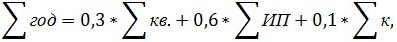 ∑год = 0,3 * ∑кв. + 0,6 * ∑ИП + 0,1 * ∑к,